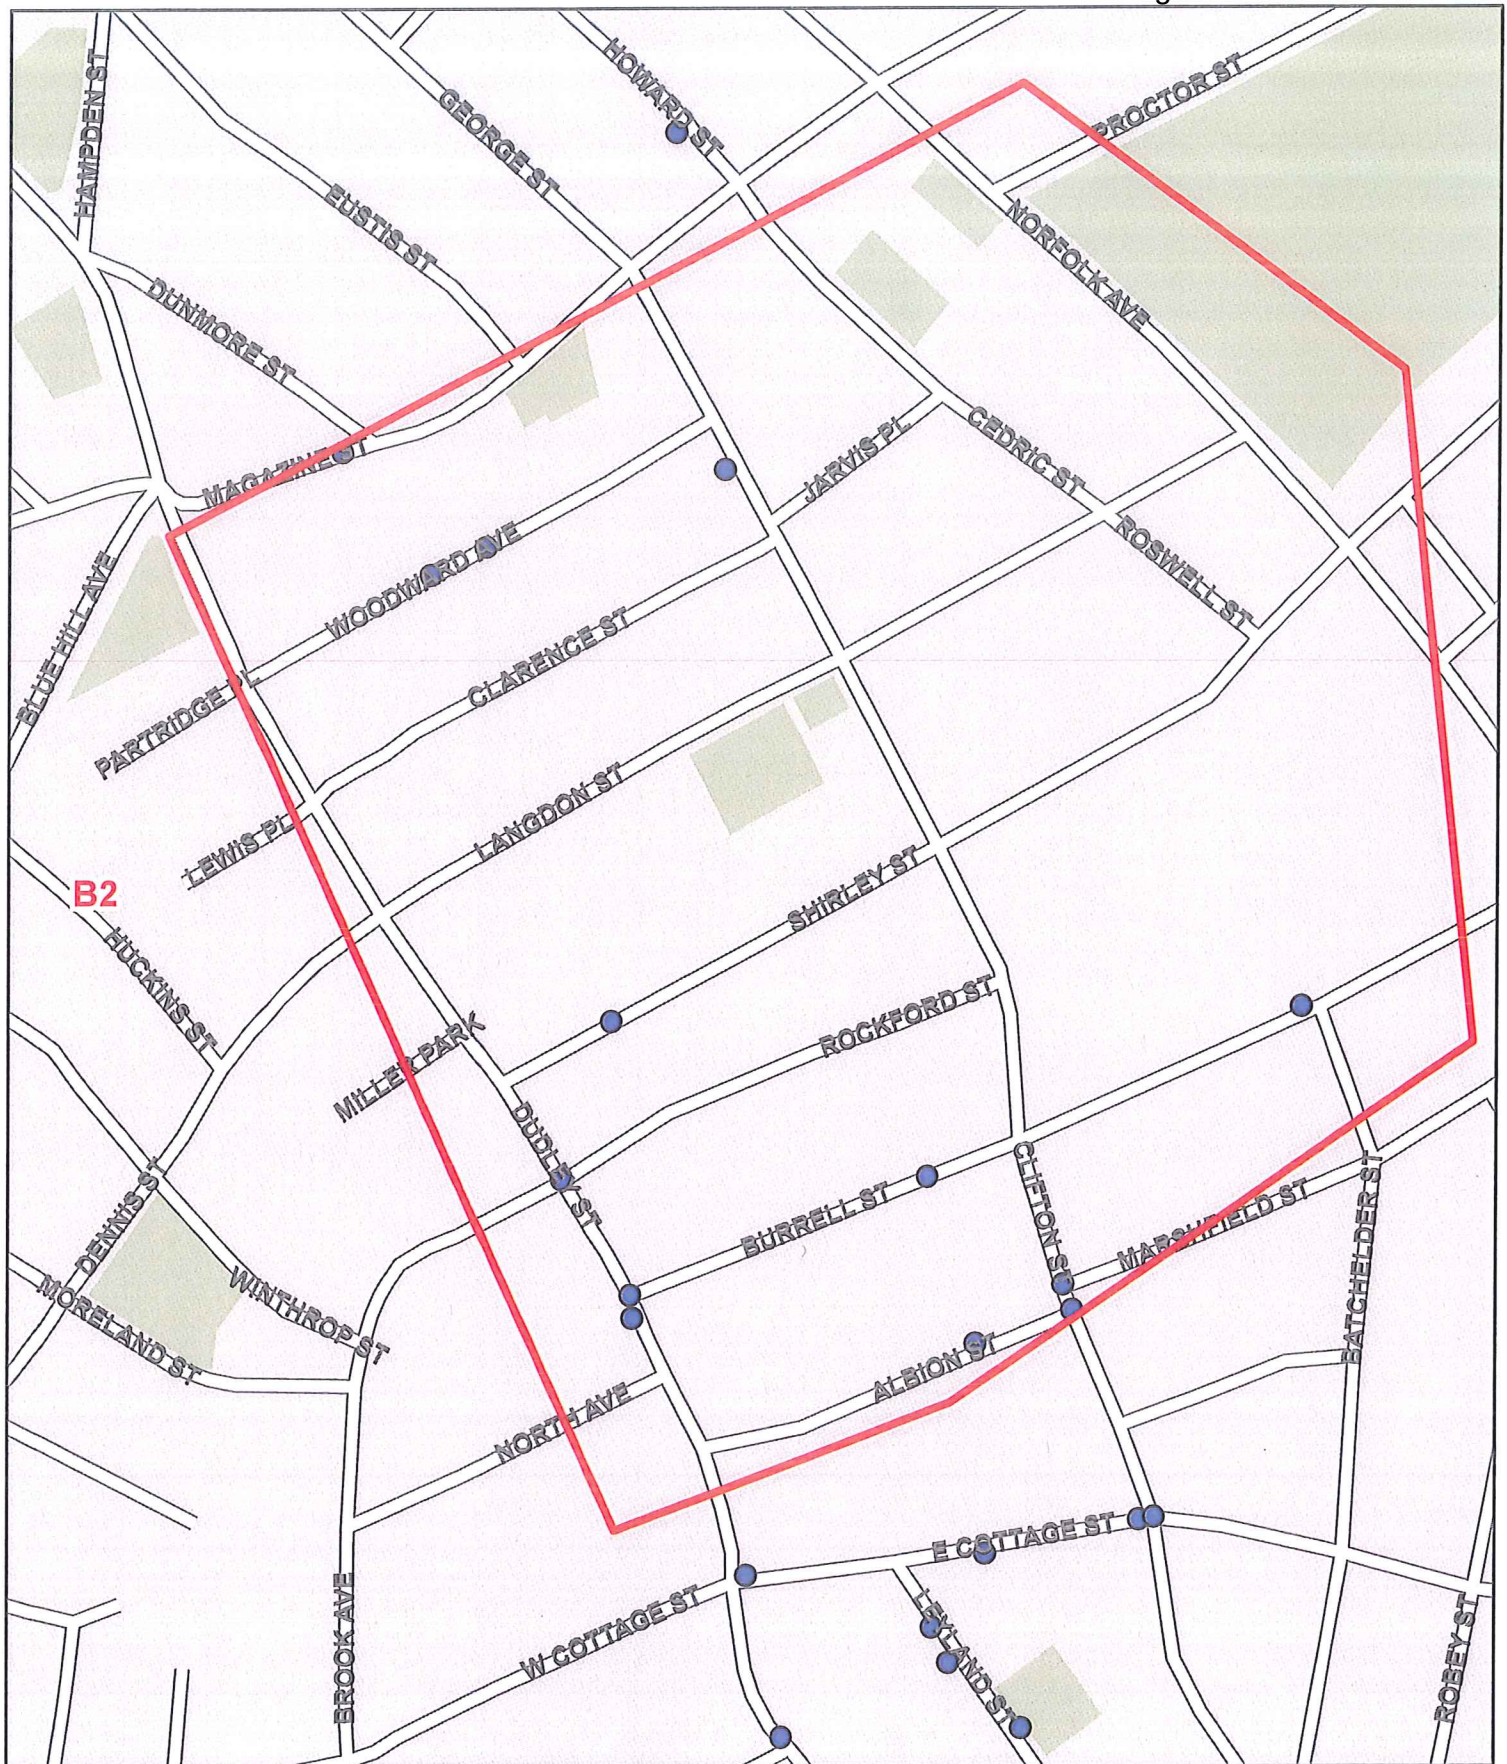 HOWARD ST
PROCTOR ST
HAMPDEN ST
GEORGE ST
EUSTIS ST
NORFOLK AVE
DUNMORE ST
MAGAZINE ST
JARVIS PL
CEDRIC ST
ROSWELL ST
WOODWARD AVE
BLUE HILL AVE
CLARENCE ST
PARTRIDGE PL
LEWIS PL
LANGDON ST
B2
SHIRLEY ST
HUCKINS ST
ROCKFORD ST
MILLER PARK
DUDLEY ST
DENNIS ST
BURRELL ST
CLIFTON ST
MARSHFIELD ST
BATCHELDER ST
WINTHROP ST
MORELAND ST
ALBION ST
NORTH AVE
E COTTAGE ST
W COTTAGE ST
BROOK AVE
LEYLAND ST
ROBEY ST